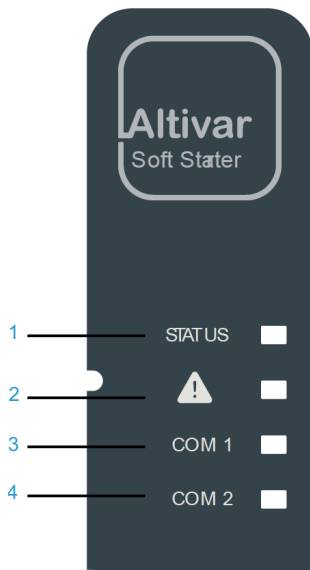 Altivar
Soft Starter
1 STATUS
2
3 COM 1
4 COM 2